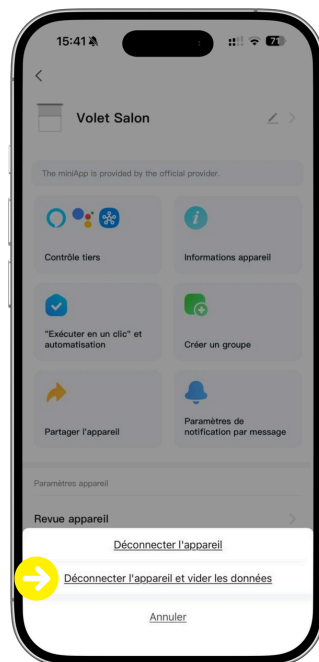 15:41
71
Volet Salon
The miniApp is provided by the official provider.
Contrôle tiers
Informations appareil
"Exécuter en un clic" et
automatisation
Créer un groupe
Partager l'appareil
Paramètres de
notification par message
Paramètres appareil
Revue appareil
Déconnecter l'appareil
Déconnecter l'appareil et vider les données
Annuler